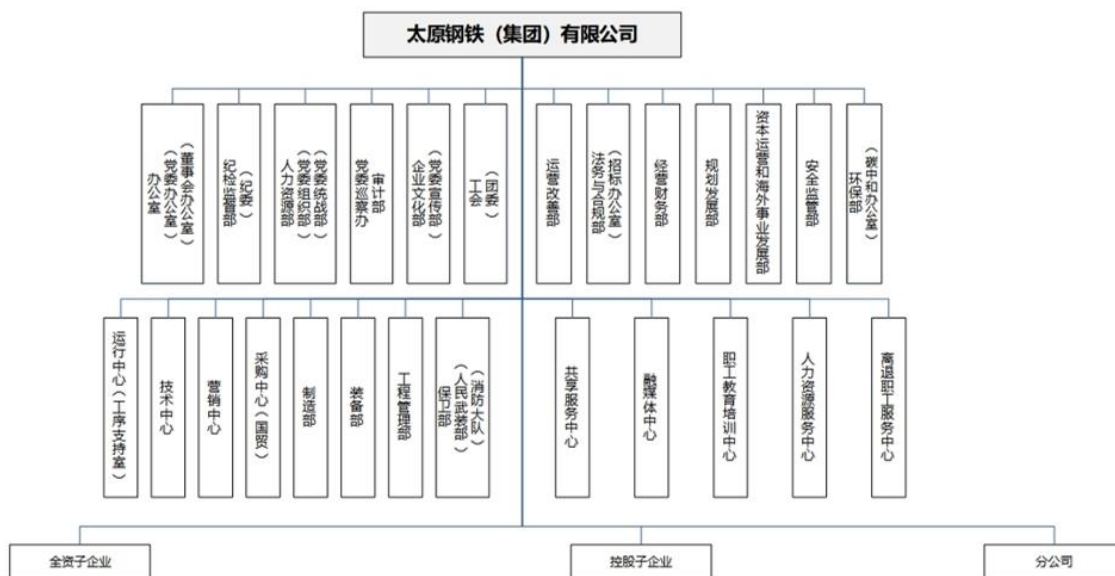 太原钢铁（集团）有限公司
办公室
（党委办公室）
（董事会办公室）
纪检监督部
（纪委）
人力资源部
（党委组织部）
（党委统战部）
党委巡察办
审计部
企业文化部
（党委宣传部）
工会
（团委）
运营改善部
法务与合规部
（招标办公室）
经营财务部
规划发展部
资本运营和海外事业发展部
安全监管部
环保部
（碳中和办公室）
运行中心（工序支持室）
技术中心
营销中心
采购中心（国贸）
制造部
装备部
工程管理部
保卫部
（人民武装部）
（消防大队）
共享服务中心
融媒体中心
职工教育培训中心
人力资源服务中心
离退职工服务中心
全资子企业
控股子企业
分公司